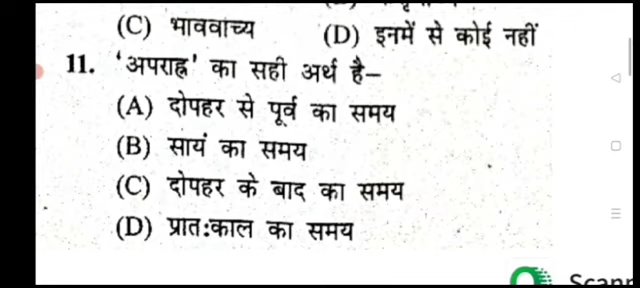 (C) भाववाच्य (D) इनमें से कोई नहीं
11. 'अपराह्न' का सही अर्थ है–
(A) दोपहर से पूर्व का समय
(B) सायं का समय
(C) दोपहर के बाद का समय
(D) प्रातःकाल का समय